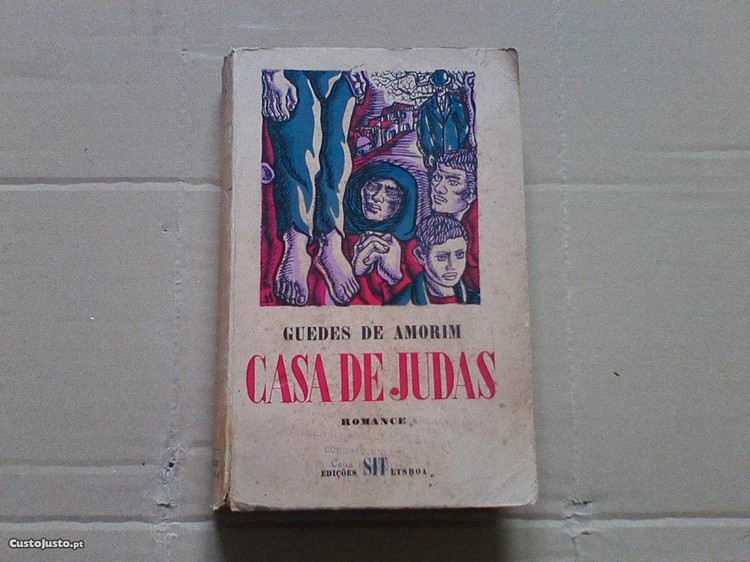 GUEDES DE AMORIM
CASA DE JUDAS
ROMANCE
EDIÇÕES SIT LISBOA
CustoJusto.pt